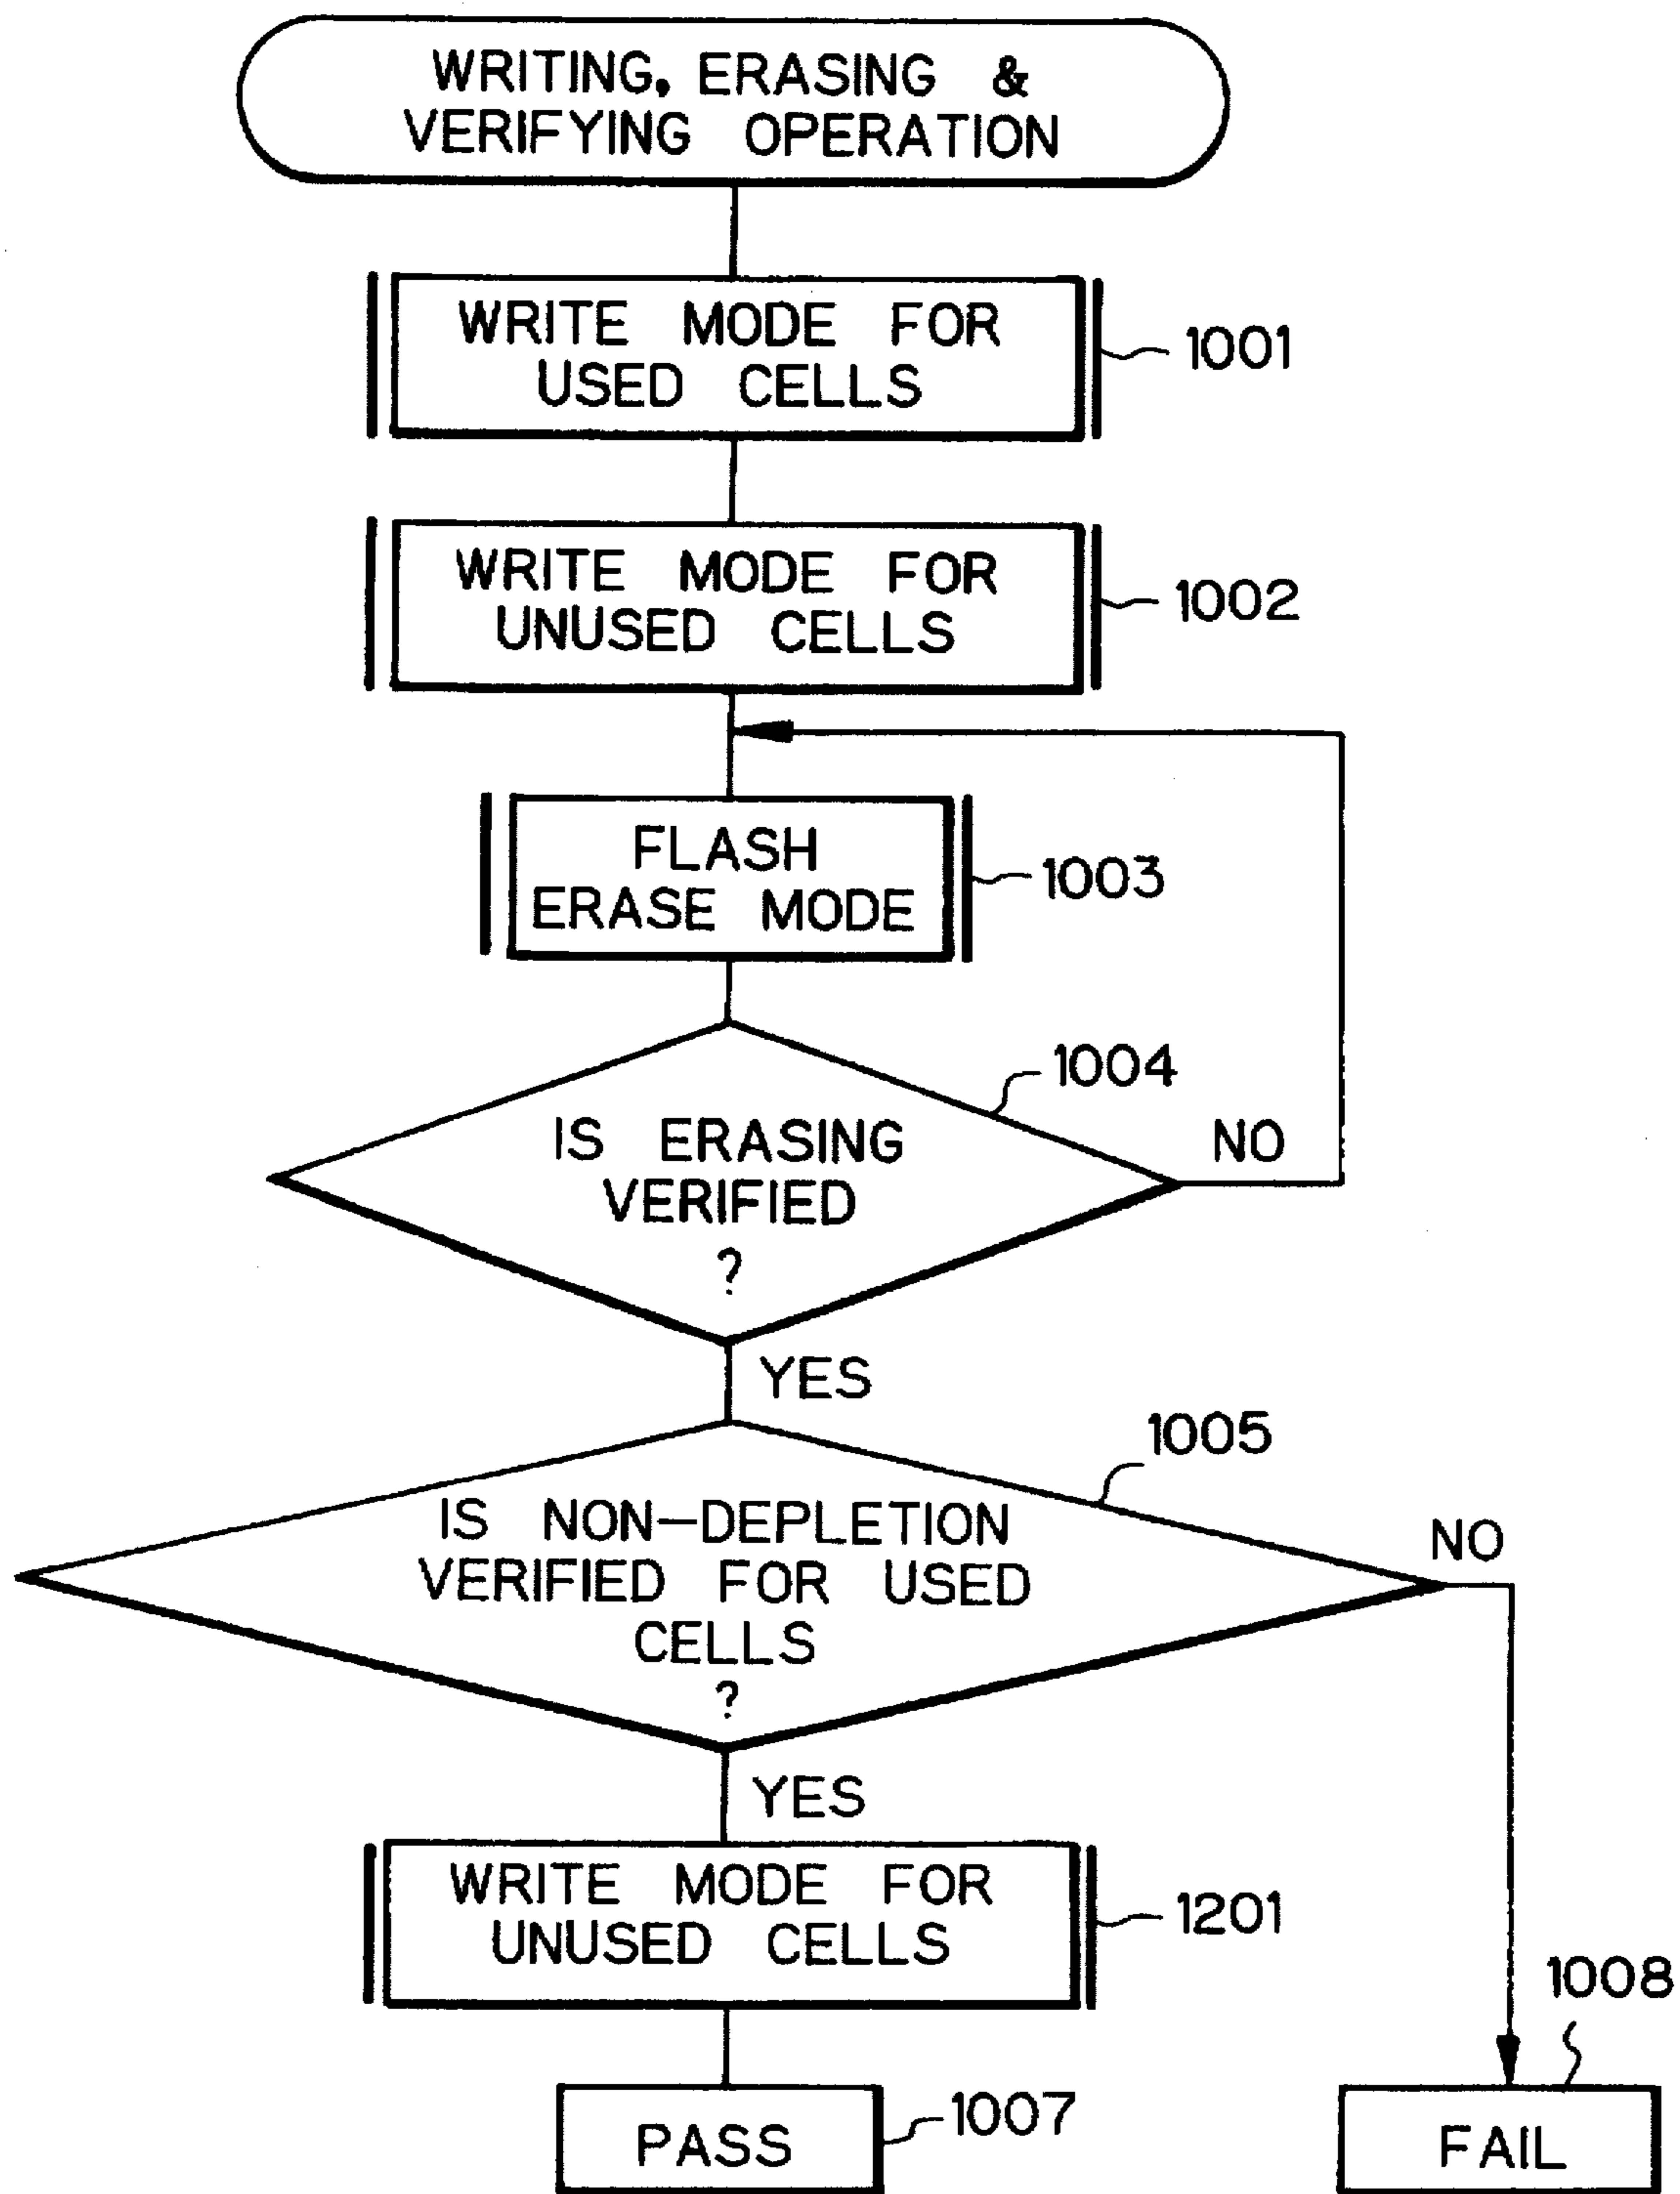 WRITING, ERASING &
VERIFYING OPERATION
WRITE MODE FOR
USED CELLS
1001
WRITE MODE FOR
UNUSED CELLS
1002
FLASH
ERASE MODE
1003
1004
IS ERASING
VERIFIED
?
NO
YES
1005
IS NON-DEPLETION
VERIFIED FOR USED
CELLS
?
NO
YES
WRITE MODE FOR
UNUSED CELLS
1201
1008
PASS
1007
FAIL